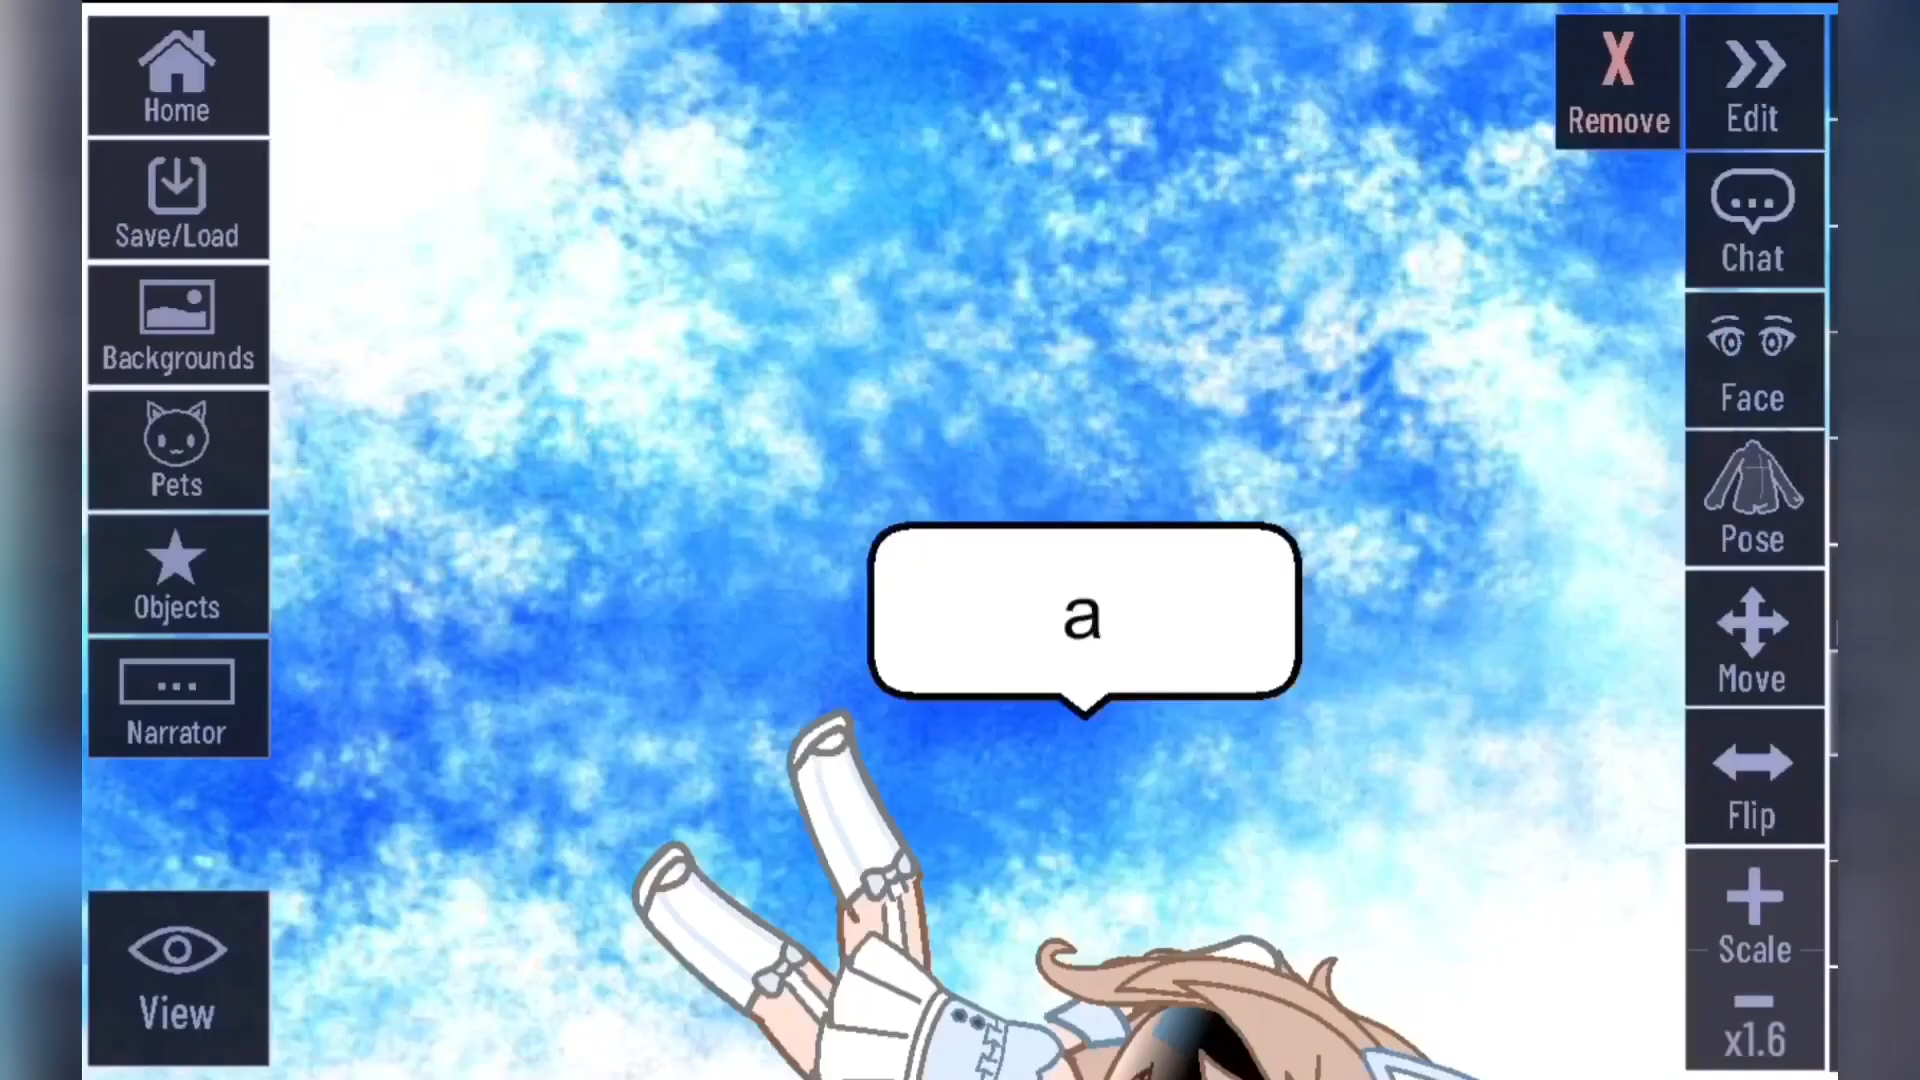 Home
Save/Load
Backgrounds
Pets
Objects
Narrator
View
X
Remove
Edit
Chat
Face
Pose
Move
Flip
Scale
x1.6
a